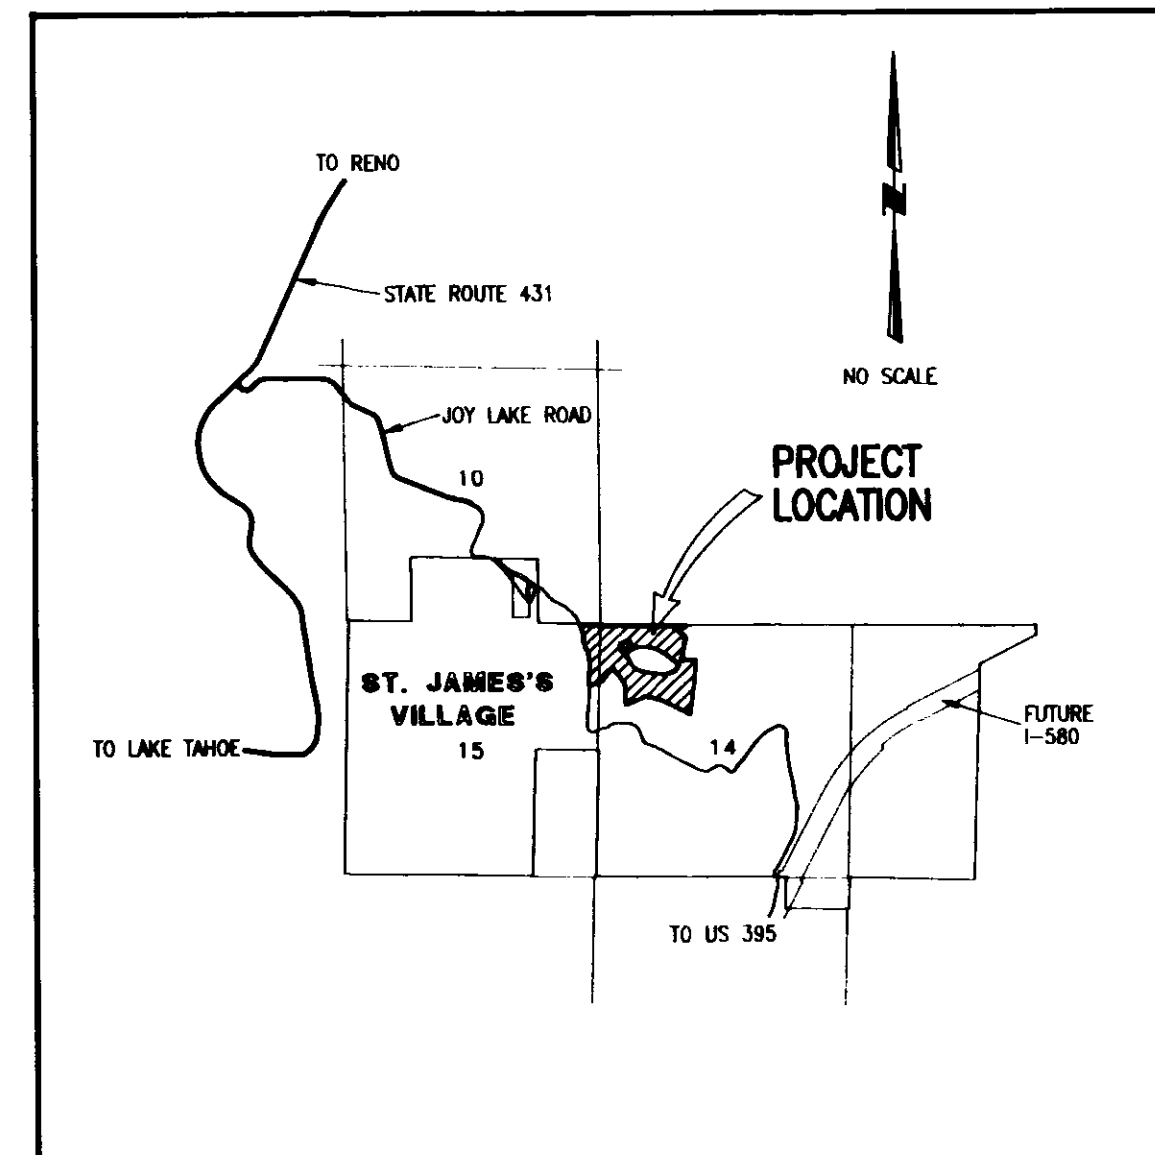 TO RENO
STATE ROUTE 431
N
NO SCALE
JOY LAKE ROAD
10
PROJECT
LOCATION
ST. JAMES'S
VILLAGE
15
TO LAKE TAHOE
14
FUTURE
I-580
TO US 395